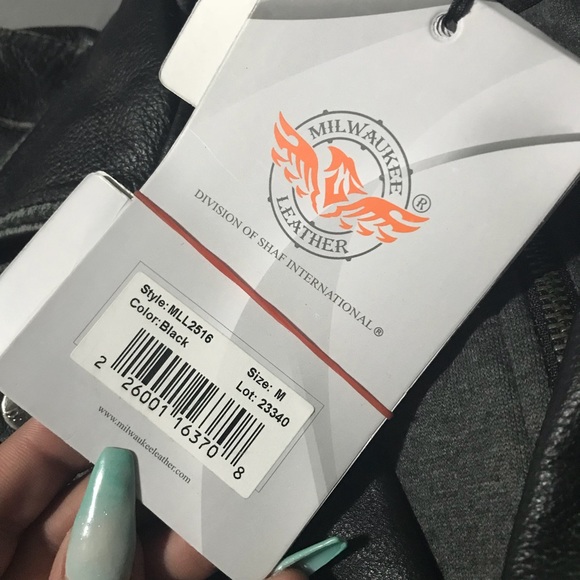 MILWAUKEE
LEATHER ®
DIVISION OF SHAF INTERNATIONAL ®
Style: MLL2516
Color: Black
Size: M
Lot: 23340
2 26001 16370 8
www.milwaukeeleather.com